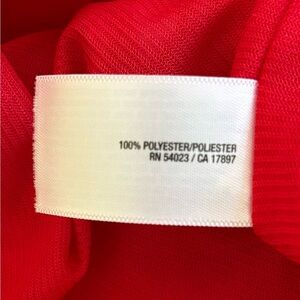 100% POLYESTER/POLIESTER
RN 54023 / CA 17897